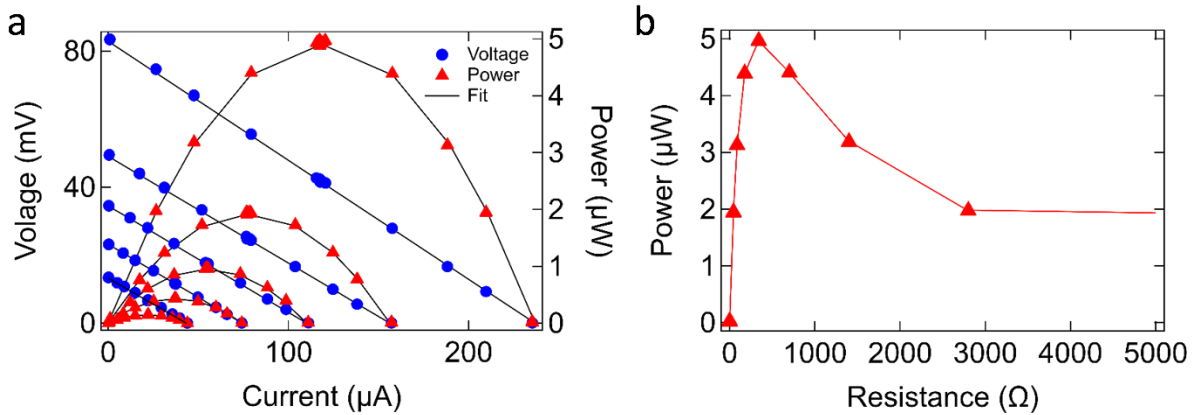 a
Volage (mV)
80
40
0
Voltage
Power
Fit
5
4
3
2
1
0
Power (µW)
0
100
200
Current (µA)
b
Power (µW)
5
4
3
2
1
0
0
1000
2000
3000
4000
5000
Resistance (Ω)